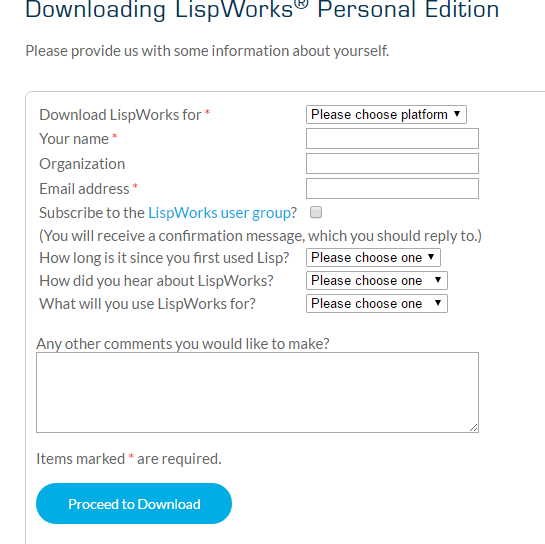 Downloading LispWorks® Personal Edition
Please provide us with some information about yourself.
Download LispWorks for * Please choose platform
Your name *
Organization
Email address *
Subscribe to the LispWorks user group?
(You will receive a confirmation message, which you should reply to.)
How long is it since you first used Lisp? Please choose one
How did you hear about LispWorks? Please choose one
What will you use LispWorks for? Please choose one
Any other comments you would like to make?
Items marked * are required.
Proceed to Download